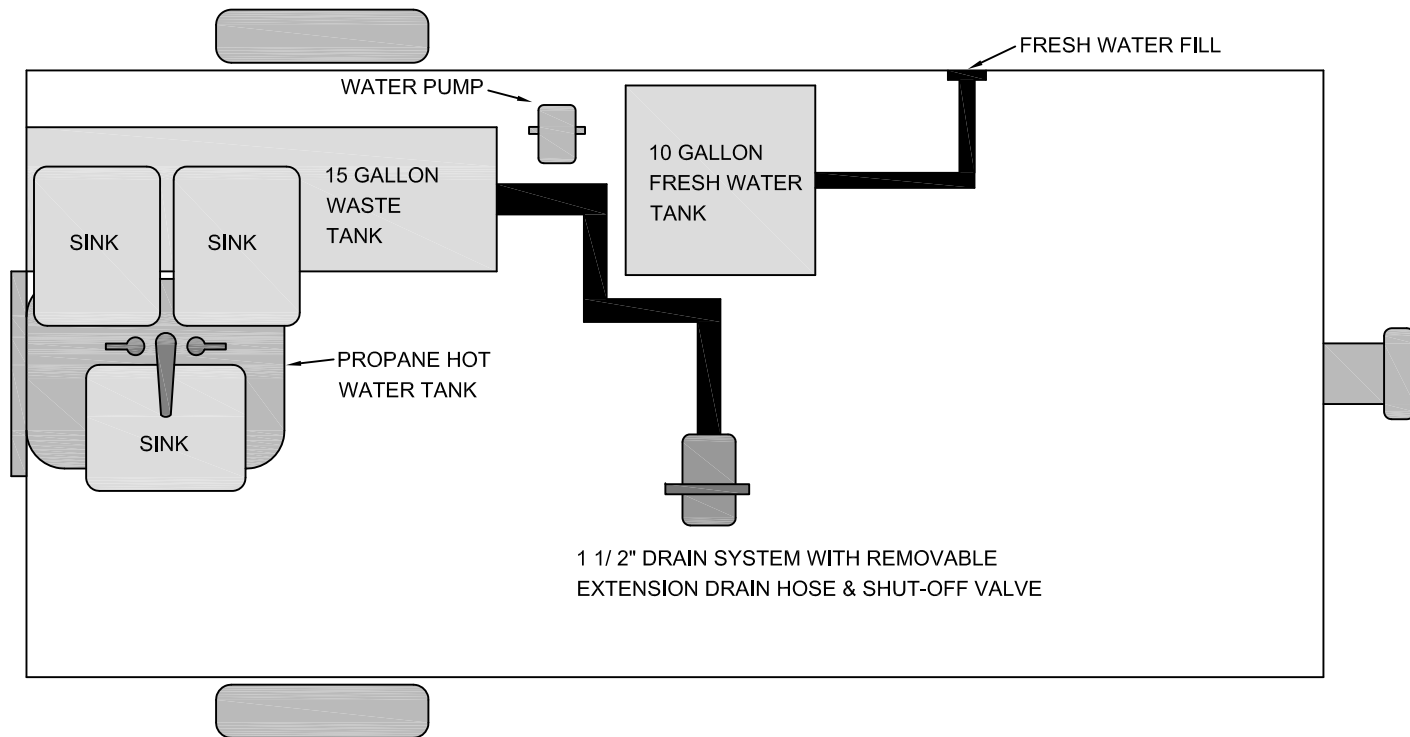 FRESH WATER FILL
WATER PUMP
15 GALLON
WASTE
TANK
10 GALLON
FRESH WATER
TANK
SINK
SINK
PROPANE HOT
WATER TANK
SINK
1 1/ 2" DRAIN SYSTEM WITH REMOVABLE
EXTENSION DRAIN HOSE & SHUT-OFF VALVE